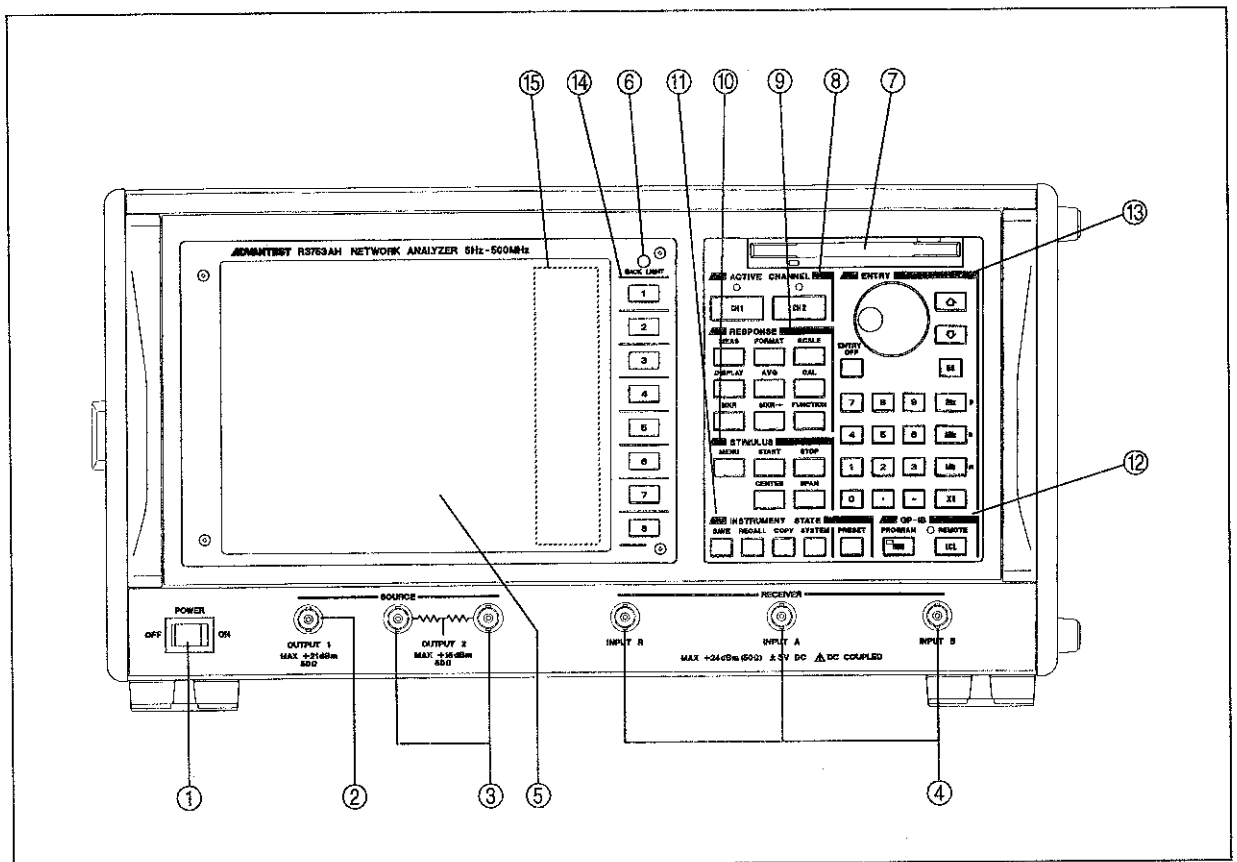 ⑮ ⑭ ⑥ ⑪ ⑩ ⑨ ⑧ ⑦
⑬
ADVANTEST R3753AH NETWORK ANALYZER 5Hz-500MHz
BACK LIGHT
1
2
3
4
5
6
7
8
ACTIVE CHANNEL
CH1 CH2
RESPONSE
MEAS FORMAT SCALE
DISPLAY AVG CAL
MKR MKR→ FUNCTION
STIMULUS
MENU START STOP
CENTER SPAN
INSTRUMENT STATE
SAVE RECALL COPY SYSTEM PRESET
ENTRY
ENTRY
OFF
7 8 9
4 5 6
1 2 3
0 . - X1
GP-IB
PROGRAM REMOTE
RUN LCL
⑫
POWER
OFF ON
SOURCE
OUTPUT 1
MAX +21dBm
50Ω
OUTPUT 2
MAX +15dBm
50Ω
RECEIVER
INPUT R INPUT A INPUT B
MAX +24dBm (50Ω) ±5V DC ⚠DC COUPLED
① ② ③ ⑤ ④